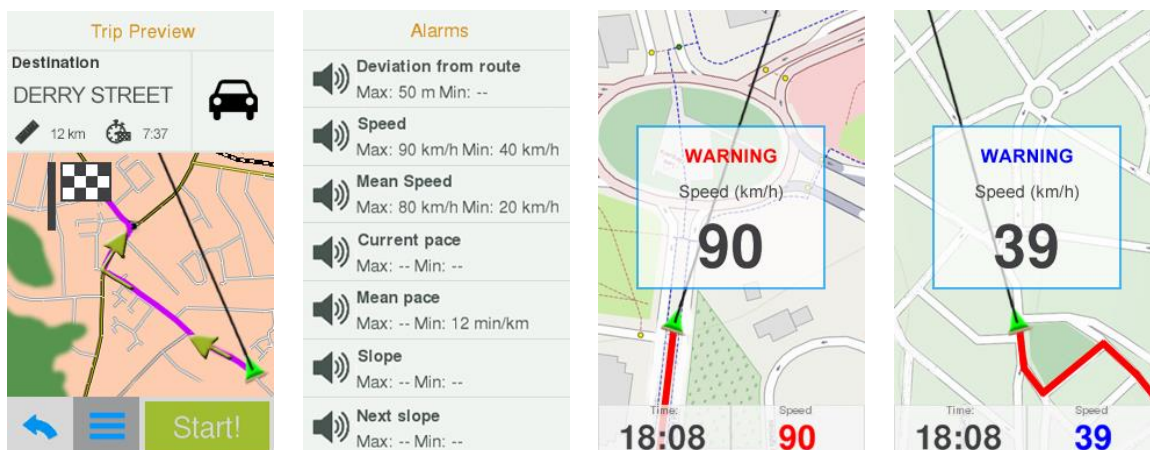 Trip Preview
Destination
DERRY STREET
12 km 7:37
Start!
Alarms
Deviation from route
Max: 50 m Min: --
Speed
Max: 90 km/h Min: 40 km/h
Mean Speed
Max: 80 km/h Min: 20 km/h
Current pace
Max: -- Min: --
Mean pace
Max: -- Min: 12 min/km
Slope
Max: -- Min: --
Next slope
Max: -- Min: --
WARNING
Speed (km/h)
90
Time: Speed
18:08 90
WARNING
Speed (km/h)
39
Time: Speed
18:08 39